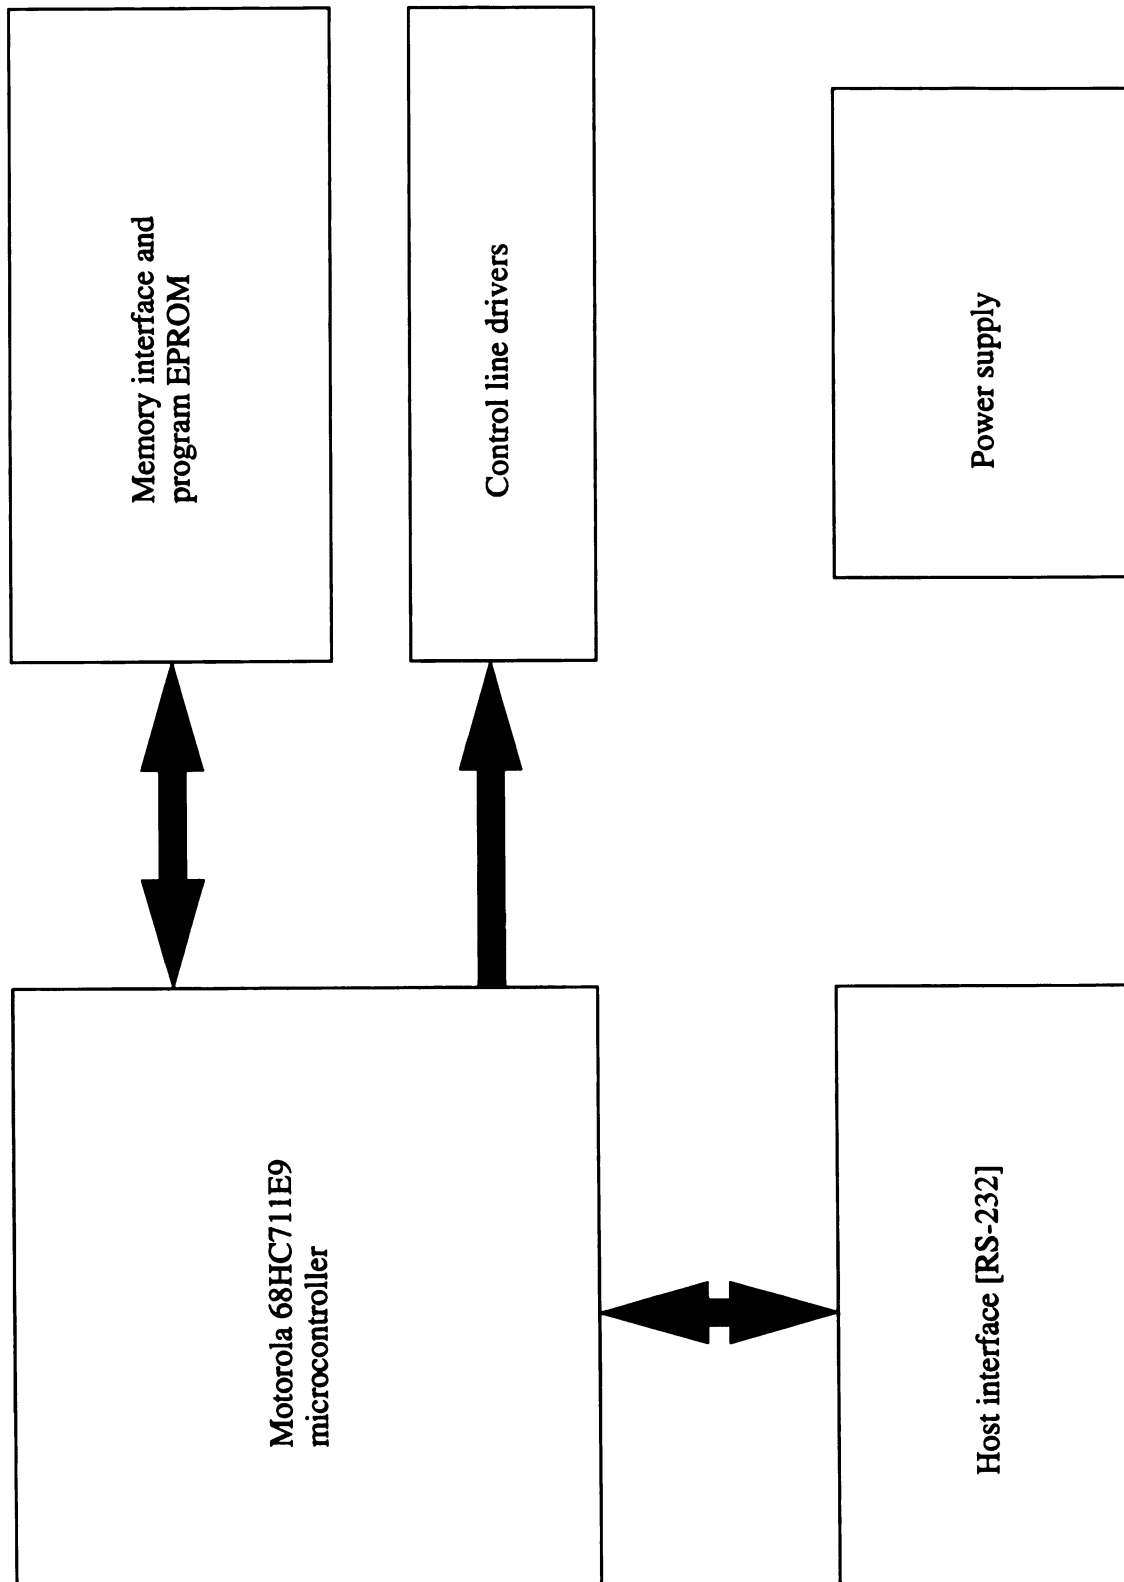 Motorola 68HC711E9
microcontroller
Memory interface and
program EPROM
Control line drivers
Host interface [RS-232]
Power supply